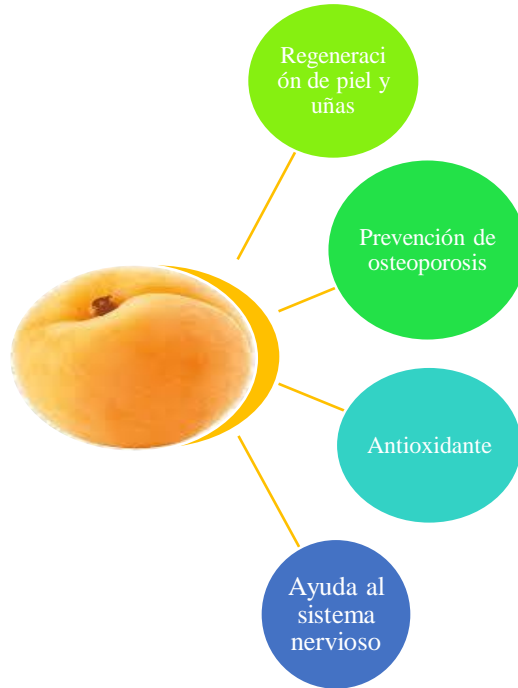 Regeneraci
ón de piel y
uñas
Prevención de
osteoporosis
Antioxidante
Ayuda al
sistema
nervioso